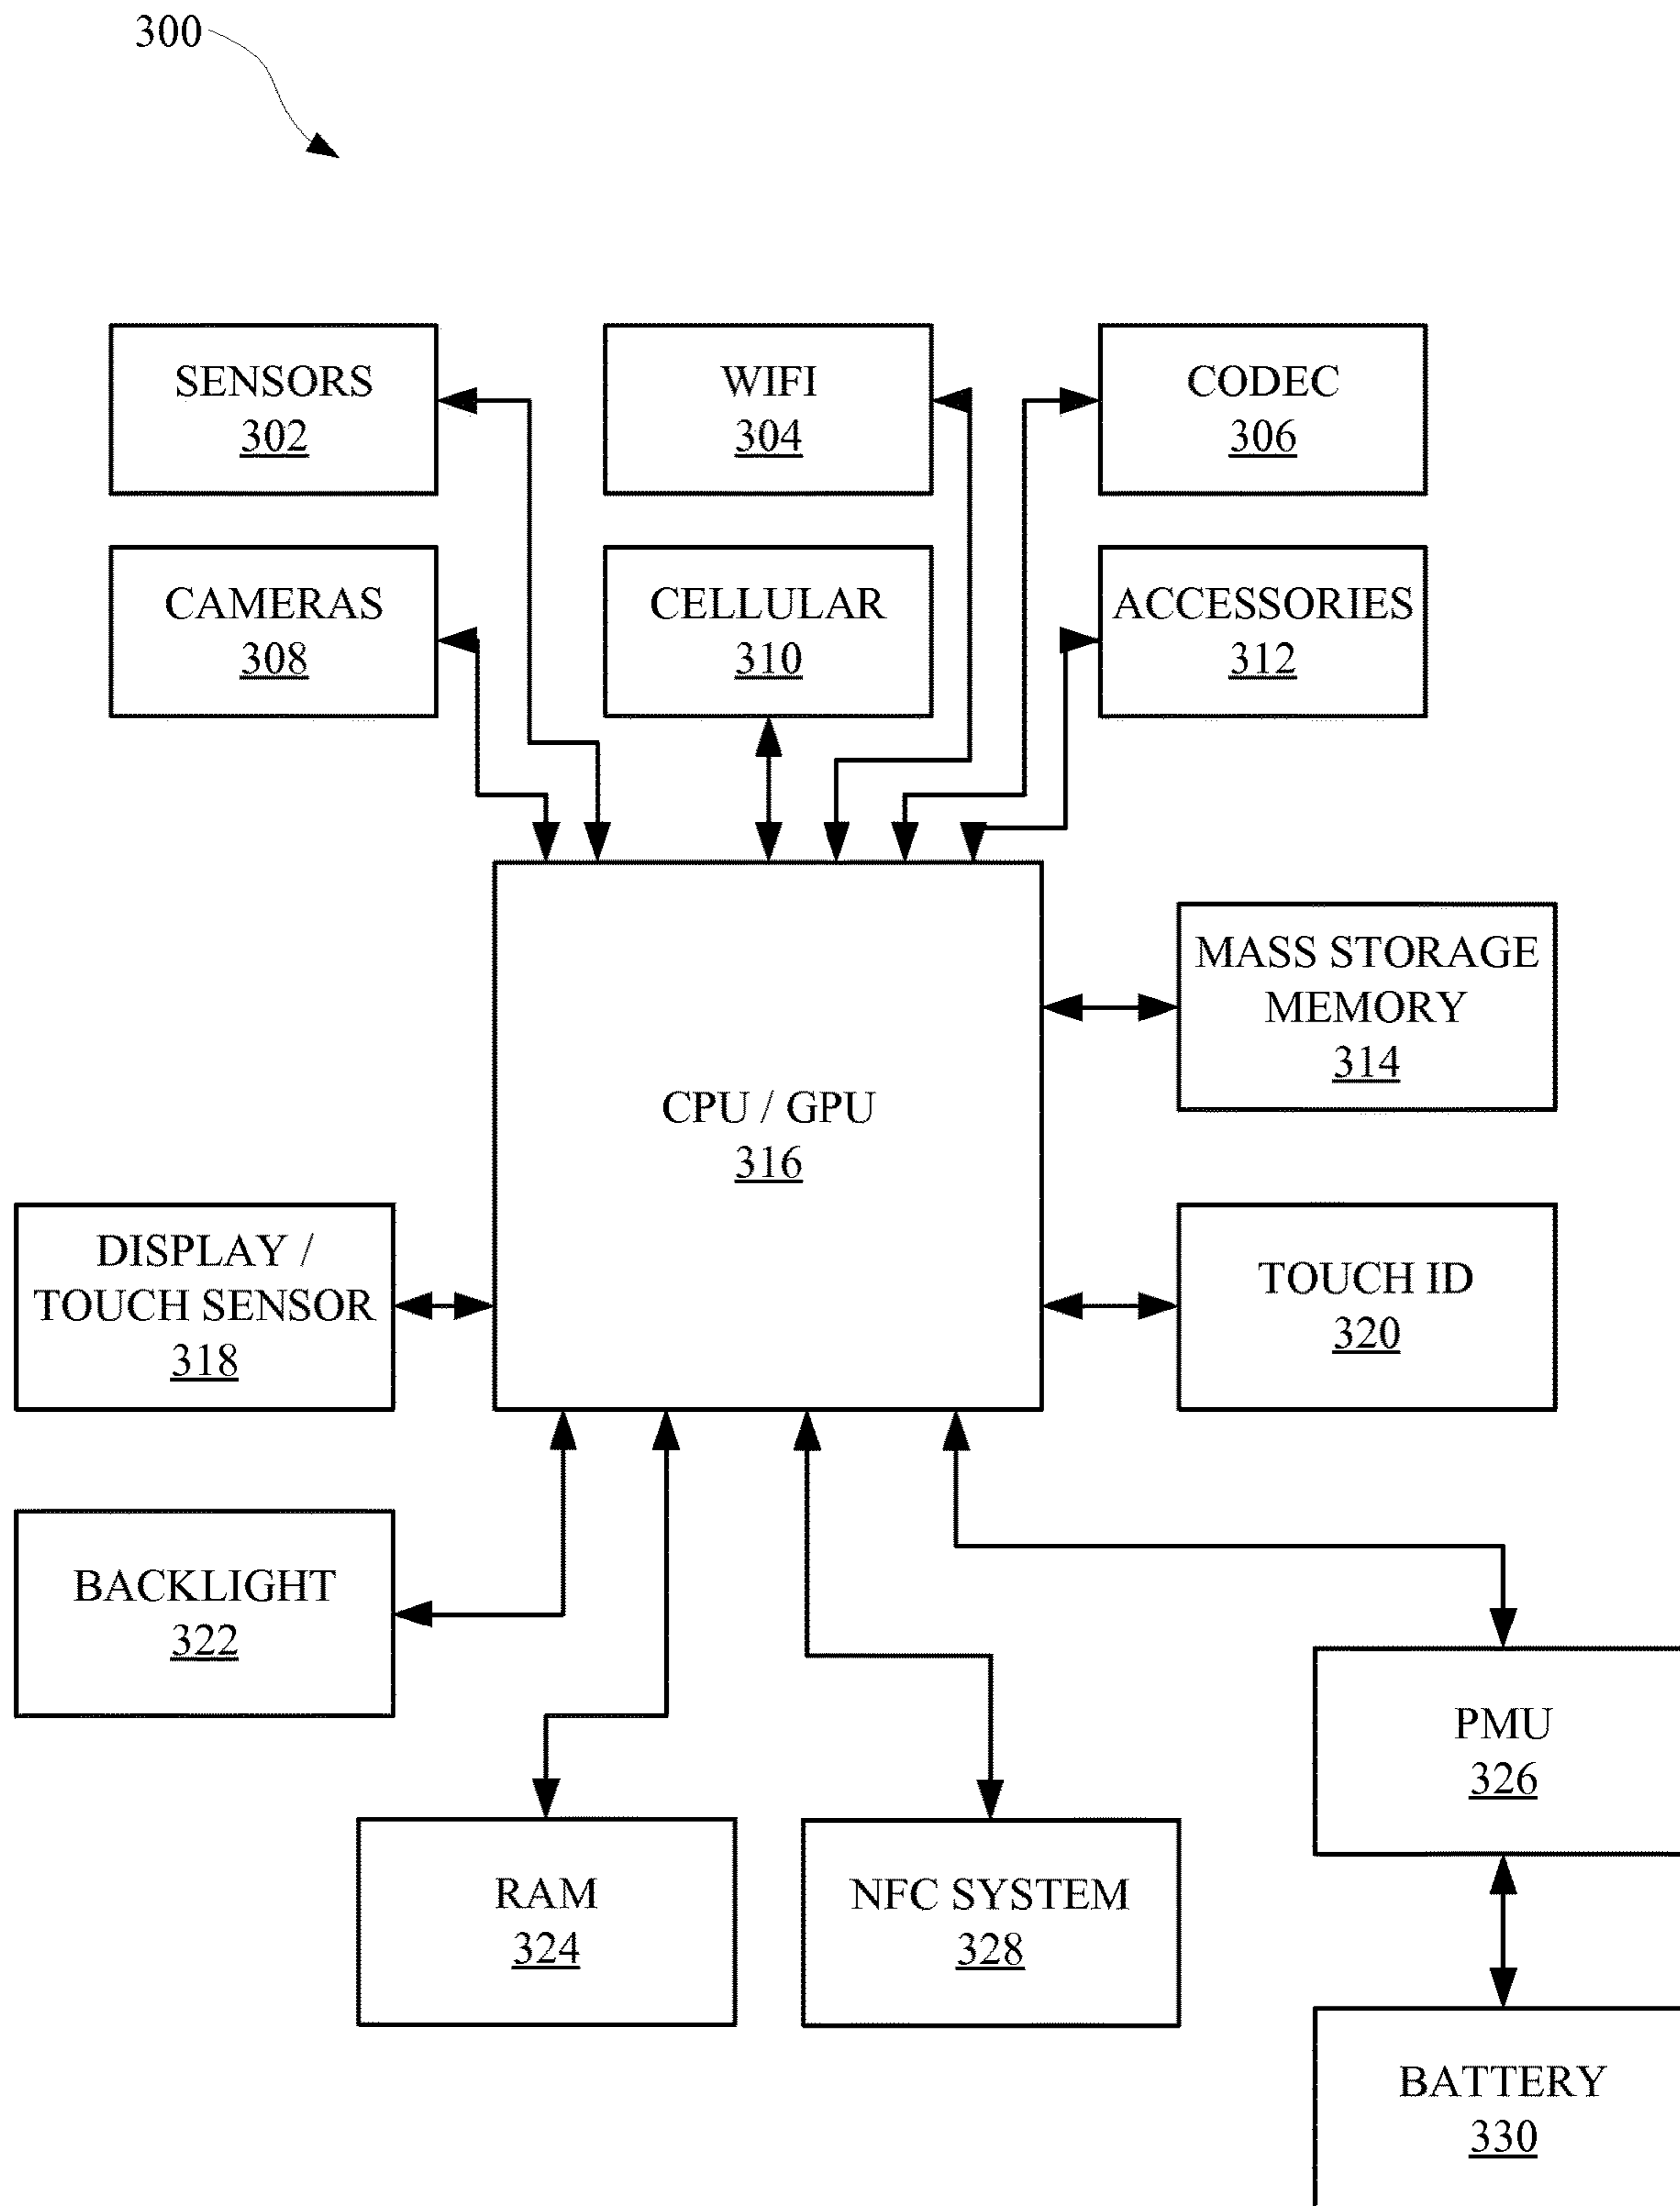 300
SENSORS
302
WIFI
304
CODEC
306
CAMERAS
308
CELLULAR
310
ACCESSORIES
312
MASS STORAGE
MEMORY
314
CPU / GPU
316
DISPLAY /
TOUCH SENSOR
318
TOUCH ID
320
BACKLIGHT
322
PMU
326
RAM
324
NFC SYSTEM
328
BATTERY
330